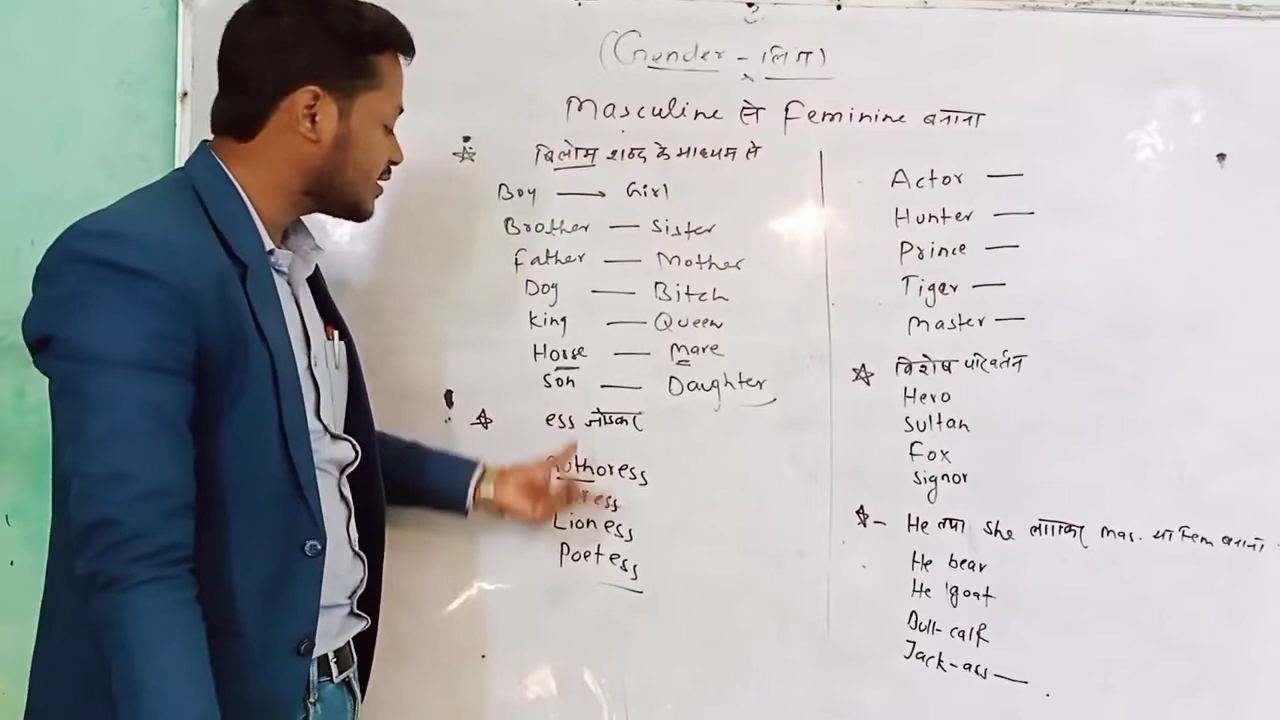 (Gender - लिंग)
Masculine से Feminine बनाना
बिलोम शब्द के माध्यम से
Boy → Girl
Brother — Sister
Father — Mother
Dog — Bitch
King — Queen
Horse — Mare
Son — Daughter
ess जोडकर
Authoress
Lioness
Poetess
Actor —
Hunter —
Prince —
Tiger —
Master —
विशेष परिवर्तन
Hero
Sultan
Fox
Signor
- He तथा She लगाकर Mas. या Fem बनाना
He bear
He goat
Bull-calf
Jack-ass —